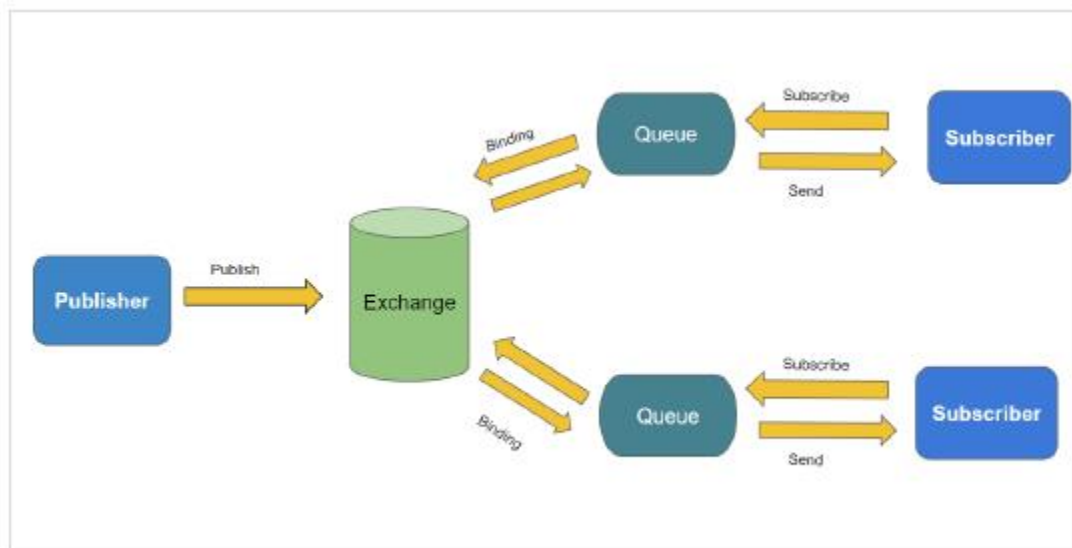 Subscribe
Queue
Subscriber
Binding
Send
Publish
Publisher
Exchange
Subscribe
Queue
Subscriber
Binding
Send